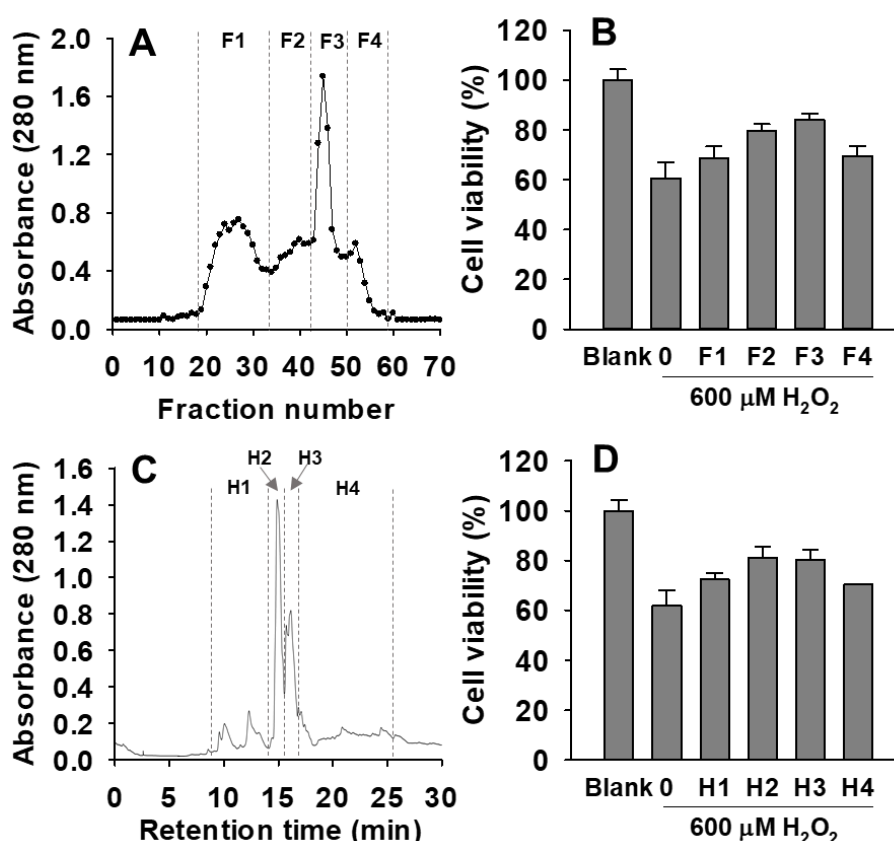 A
F1 F2 F3 F4
2.0
1.6
1.2
0.8
0.4
0.0
Absorbance (280 nm)
0 10 20 30 40 50 60 70
Fraction number
B
120
100
80
60
40
20
0
Cell viability (%)
Blank 0 F1 F2 F3 F4
600 μM H₂O₂
C
H2 H3
H1 H4
1.6
1.4
1.2
1.0
0.8
0.6
0.4
0.2
0.0
Absorbance (280 nm)
0 5 10 15 20 25 30
Retention time (min)
D
120
100
80
60
40
20
0
Cell viability (%)
Blank 0 H1 H2 H3 H4
600 μM H₂O₂